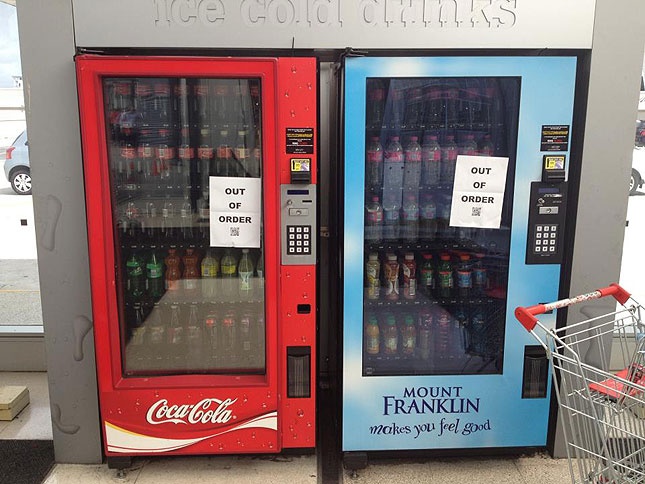 ice cold drinks
OUT
OF
ORDER
Coca-Cola
OUT
OF
ORDER
MOUNT
FRANKLIN
makes you feel good